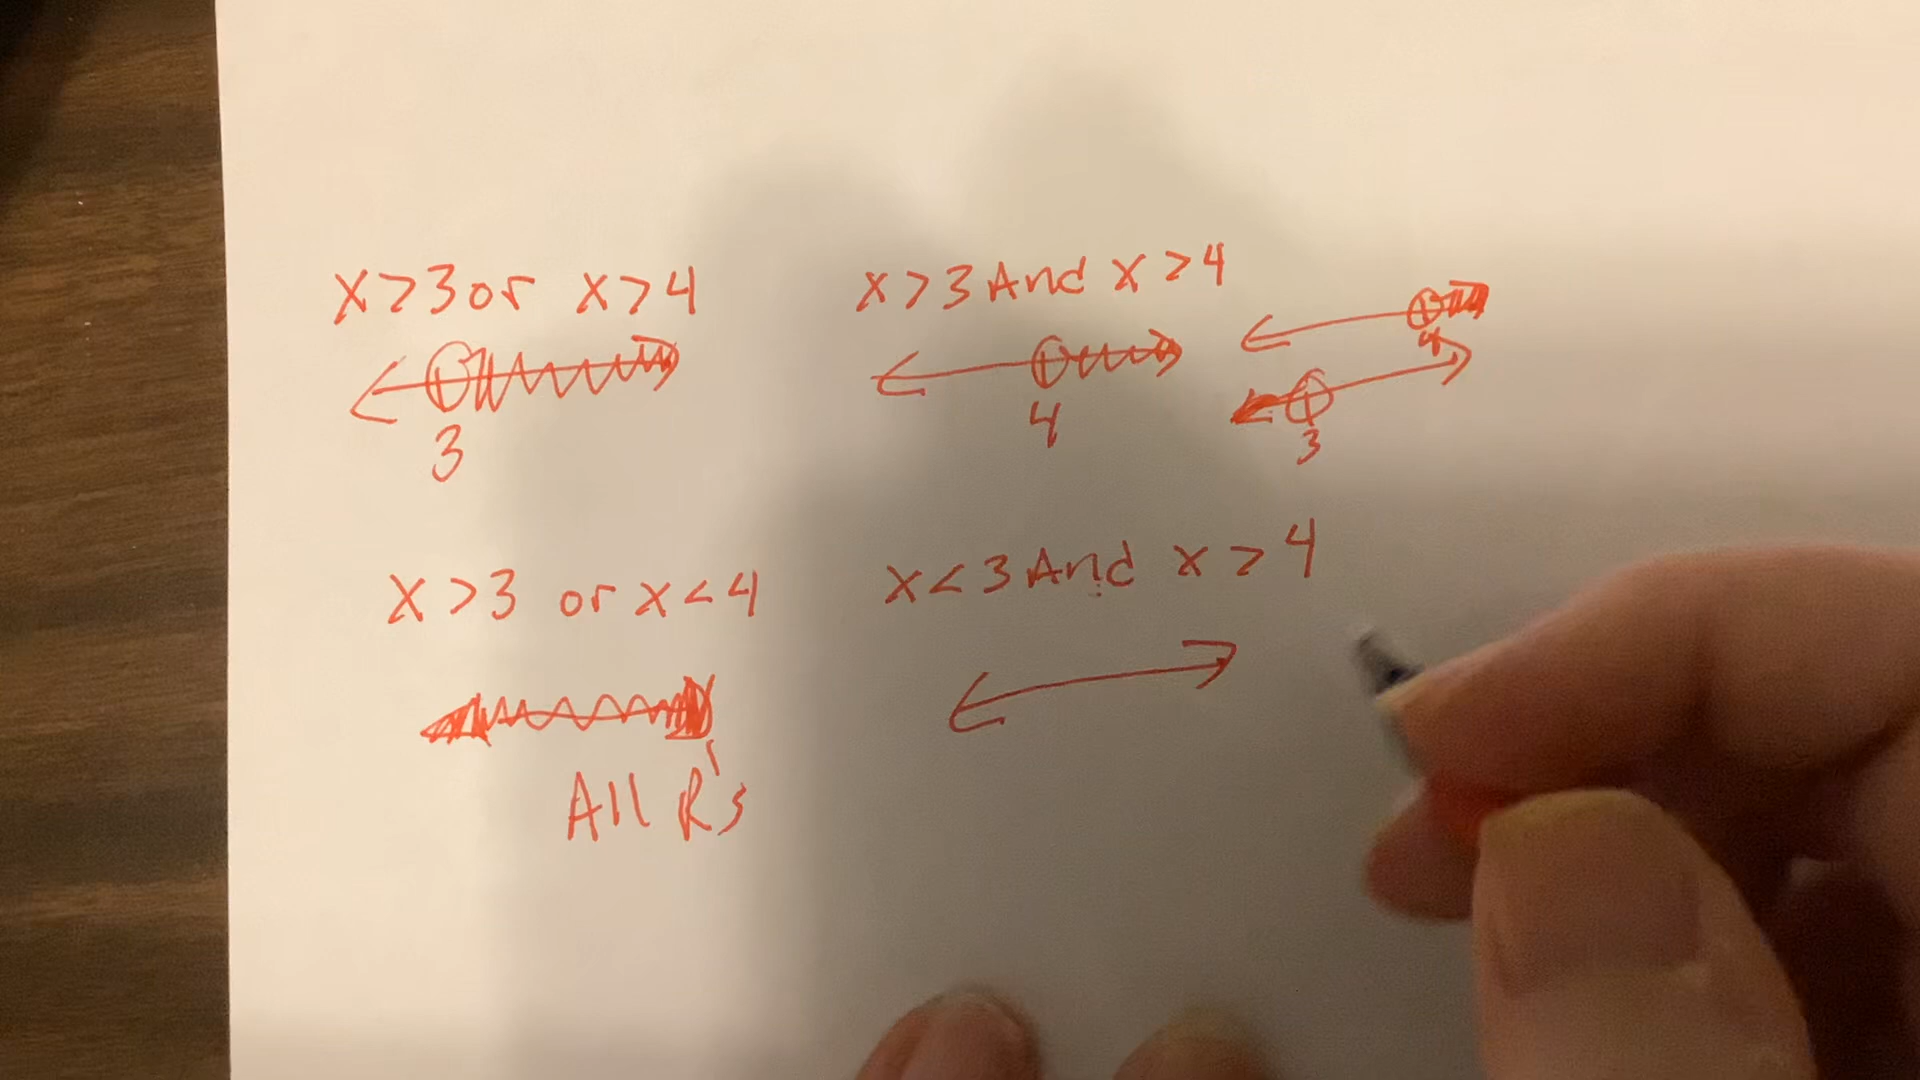 x>3 or x>4
3
x>3 And x>4
4
4
3
x>3 or x<4
All R's
x<3 And x>4